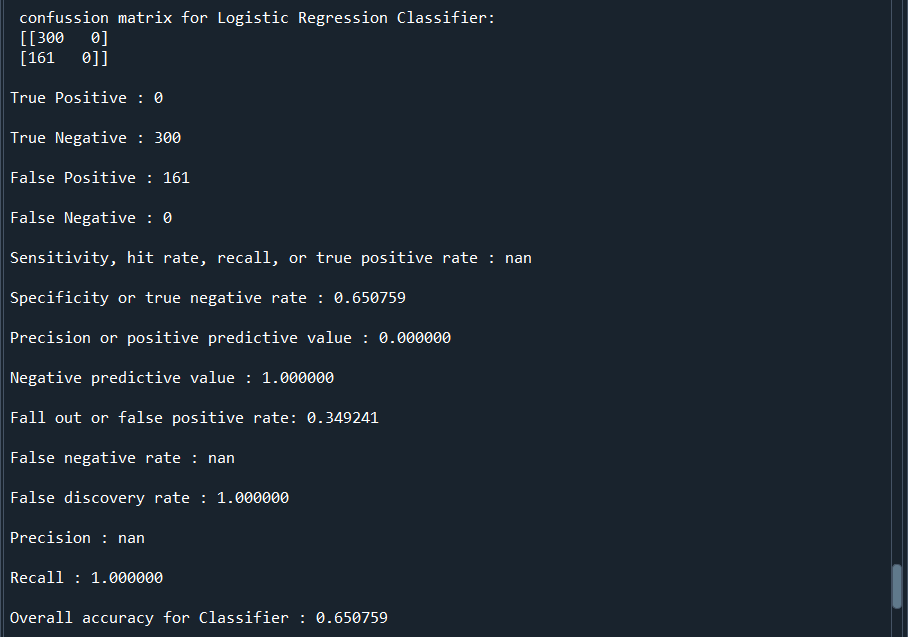 confussion matrix for Logistic Regression Classifier:
[[300   0]
[161   0]]
True Positive : 0
True Negative : 300
False Positive : 161
False Negative : 0
Sensitivity, hit rate, recall, or true positive rate : nan
Specificity or true negative rate : 0.650759
Precision or positive predictive value : 0.000000
Negative predictive value : 1.000000
Fall out or false positive rate: 0.349241
False negative rate : nan
False discovery rate : 1.000000
Precision : nan
Recall : 1.000000
Overall accuracy for Classifier : 0.650759